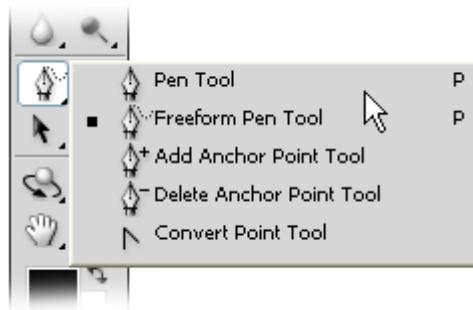 Pen Tool P
Freeform Pen Tool P
Add Anchor Point Tool
Delete Anchor Point Tool
Convert Point Tool